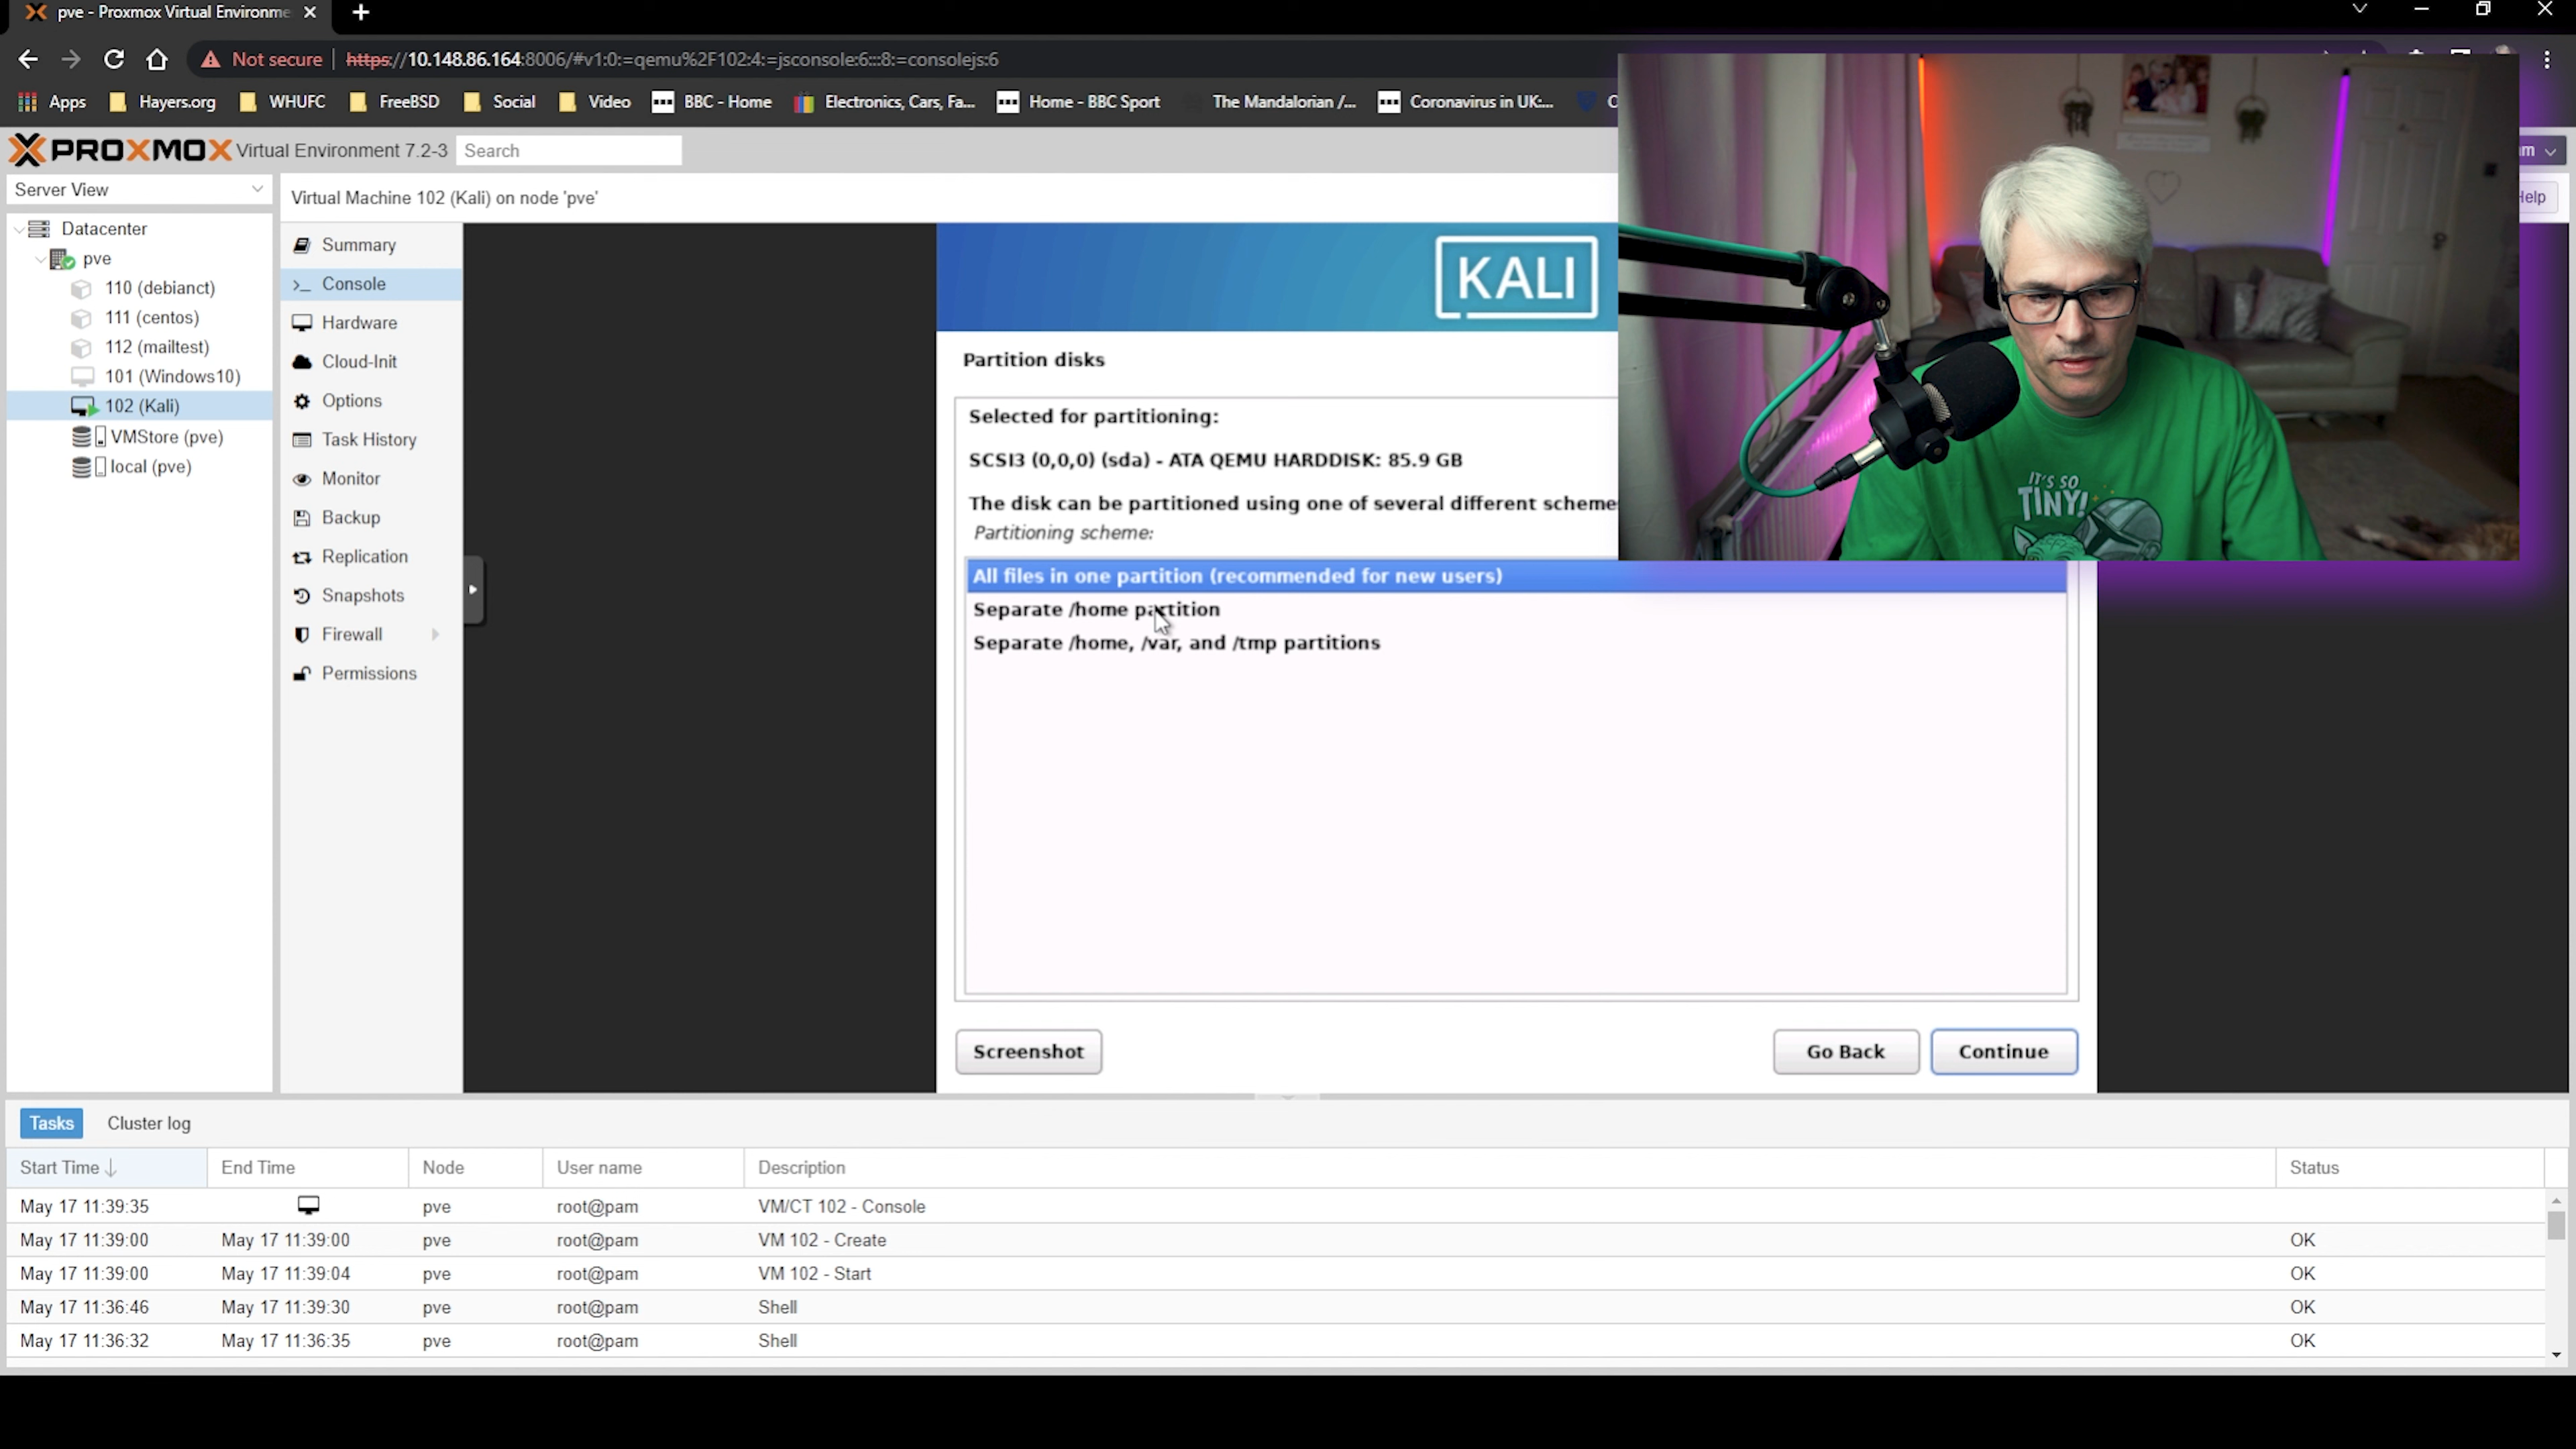 pve - Proxmox Virtual Environme
Not secure
https://10.148.86.164:8006/#v1:0:=qemu%2F102:4:=jsconsole:6:::8:=consolejs:6
Apps
Hayers.org
WHUFC
FreeBSD
Social
Video
BBC - Home
Electronics, Cars, Fa...
Home - BBC Sport
The Mandalorian /...
Coronavirus in UK:...
PROXMOX Virtual Environment 7.2-3
Search
Server View
Virtual Machine 102 (Kali) on node 'pve'
Help
Datacenter
pve
110 (debianct)
111 (centos)
112 (mailtest)
101 (Windows10)
102 (Kali)
VMStore (pve)
local (pve)
Summary
Console
Hardware
Cloud-Init
Options
Task History
Monitor
Backup
Replication
Snapshots
Firewall
Permissions
KALI
Partition disks
Selected for partitioning:
SCSI3 (0,0,0) (sda) - ATA QEMU HARDDISK: 85.9 GB
The disk can be partitioned using one of several different scheme
Partitioning scheme:
All files in one partition (recommended for new users)
Separate /home partition
Separate /home, /var, and /tmp partitions
Screenshot
Go Back
Continue
IT'S SO
TINY!
Tasks
Cluster log
Start Time End Time Node User name Description Status
May 17 11:39:35 pve root@pam VM/CT 102 - Console
May 17 11:39:00 May 17 11:39:00 pve root@pam VM 102 - Create OK
May 17 11:39:00 May 17 11:39:04 pve root@pam VM 102 - Start OK
May 17 11:36:46 May 17 11:39:30 pve root@pam Shell OK
May 17 11:36:32 May 17 11:36:35 pve root@pam Shell OK